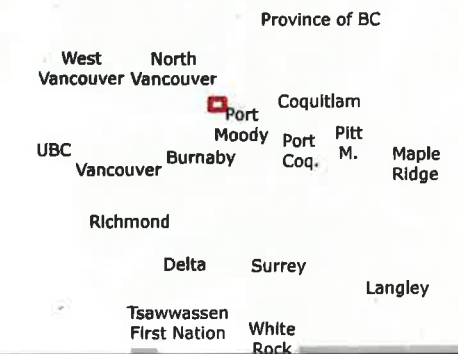 Province of BC
West
Vancouver
North
Vancouver
Port
Moody
Coquitlam
UBC
Vancouver
Burnaby
Port
Coq.
Pitt
M.
Maple
Ridge
Richmond
Delta
Surrey
Langley
Tsawwassen
First Nation
White
Rock